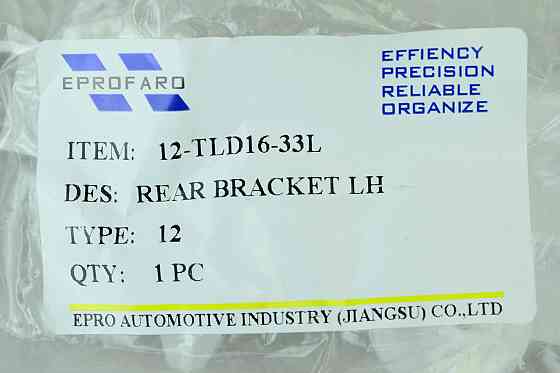 EPROFARO
EFFIENCY
PRECISION
RELIABLE
ORGANIZE
ITEM: 12-TLD16-33L
DES: REAR BRACKET LH
TYPE: 12
QTY: 1 PC
EPRO AUTOMOTIVE INDUSTRY (JIANGSU) CO.,LTD